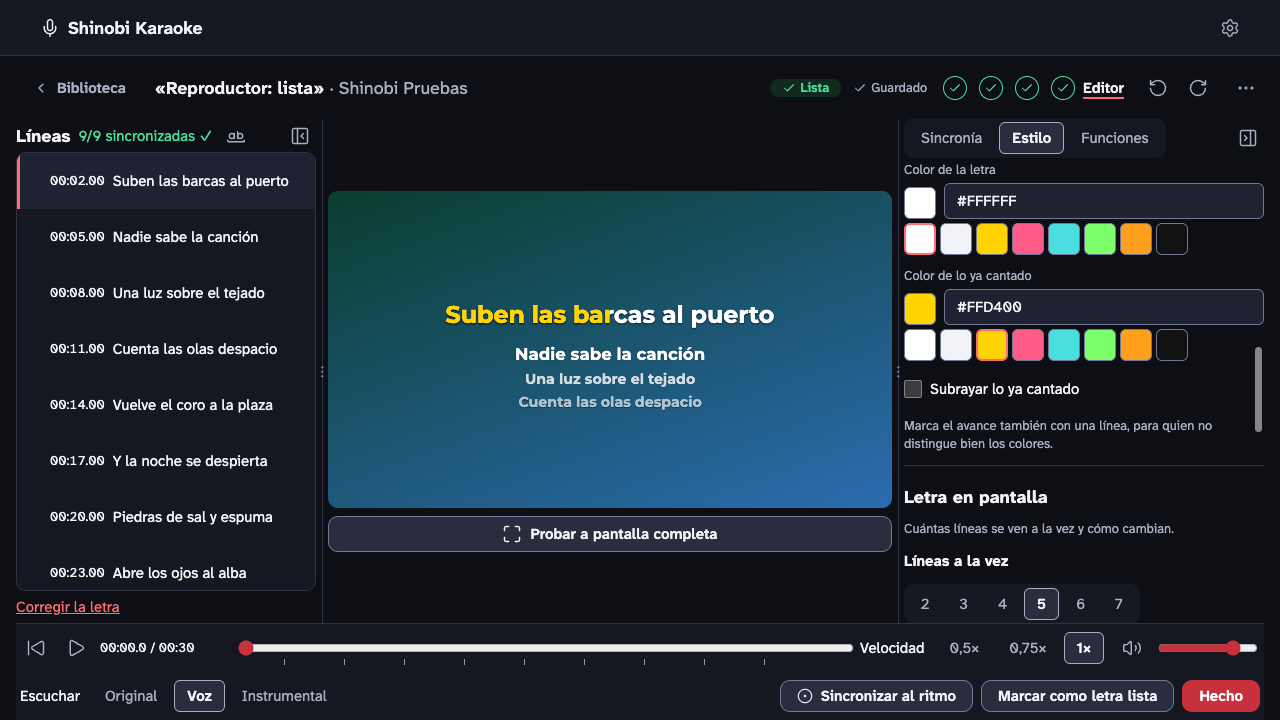 Shinobi Karaoke
Biblioteca
«Reproductor: lista» · Shinobi Pruebas
Lista
Guardado
Editor
Líneas
9/9 sincronizadas
ab
00:02.00 Suben las barcas al puerto
00:05.00 Nadie sabe la canción
00:08.00 Una luz sobre el tejado
00:11.00 Cuenta las olas despacio
00:14.00 Vuelve el coro a la plaza
00:17.00 Y la noche se despierta
00:20.00 Piedras de sal y espuma
00:23.00 Abre los ojos al alba
Corregir la letra
Suben las barcas al puerto
Nadie sabe la canción
Una luz sobre el tejado
Cuenta las olas despacio
Probar a pantalla completa
Sincronía
Estilo
Funciones
Color de la letra
#FFFFFF
Color de lo ya cantado
#FFD400
Subrayar lo ya cantado
Marca el avance también con una línea, para quien no
distingue bien los colores.
Letra en pantalla
Cuántas líneas se ven a la vez y cómo cambian.
Líneas a la vez
2 3 4 5 6 7
00:00.0 / 00:30
Velocidad
0,5×
0,75×
1×
Escuchar
Original
Voz
Instrumental
Sincronizar al ritmo
Marcar como letra lista
Hecho